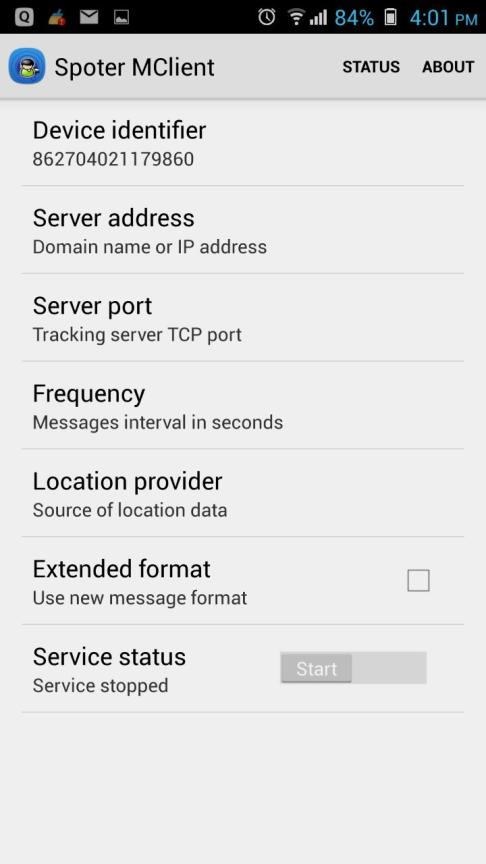 84% 4:01 PM
Spoter MClient STATUS ABOUT
Device identifier
862704021179860
Server address
Domain name or IP address
Server port
Tracking server TCP port
Frequency
Messages interval in seconds
Location provider
Source of location data
Extended format
Use new message format
Service status
Start
Service stopped